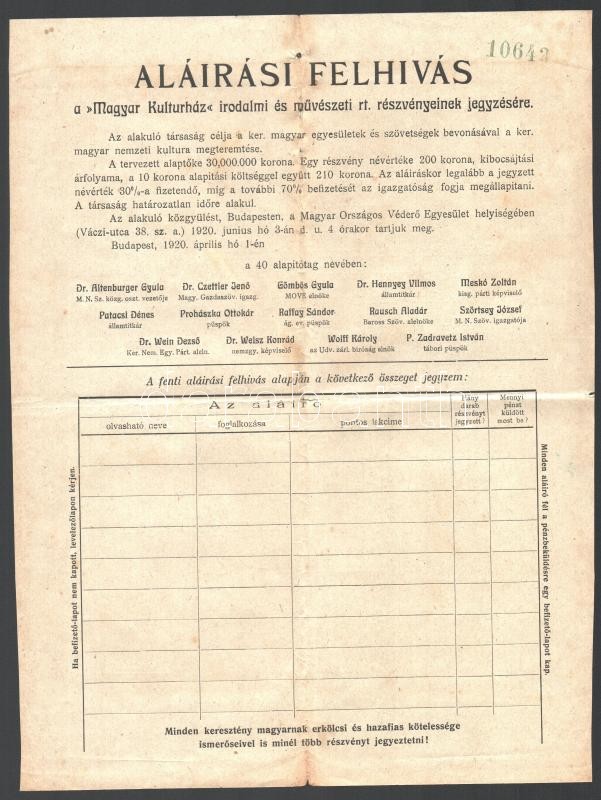 10643
ALÁIRÁSI FELHIVÁS
a »Magyar Kulturház« irodalmi és művészeti rt. részvényeinek jegyzésére.
Az alakuló társaság célja a ker. magyar egyesületek és szövetségek bevonásával a ker.
magyar nemzeti kultura megteremtése.
A tervezett alaptőke 30,000.000 korona. Egy részvény névértéke 200 korona, kibocsájtási
árfolyama, a 10 korona alapitási költséggel együtt 210 korona. Az aláiráskor legalább a jegyzett
névérték 30%-a fizetendő, mig a további 70% befizetését az igazgatóság fogja megállapitani.
A társaság határozatlan időre alakul.
Az alakuló közgyülést, Budapesten, a Magyar Országos Véderő Egyesület helyiségében
(Váczi-utca 38. sz. a.) 1920. junius hó 3-án d. u. 4 órakor tartjuk meg.
Budapest, 1920. április hó 1-én
a 40 alapitótag nevében:
Dr. Altenburger Gyula Dr. Czettler Jenő Gömbös Gyula Dr. Hennyey Vilmos Meskó Zoltán
M. N. Sz. közg. oszt. vezetője Magy. Gazdaszöv. igazg. MOVE elnöke államtitkár kisg. párti képviselő
Patacsi Dénes Prohászka Ottokár Raffay Sándor Rausch Aladár Szörtsey József
államtitkár püspök ág. ev. püspök Baross Szöv. alelnöke M. N. Szöv. igazgatója
Dr. Wein Dezső Dr. Weisz Konrád Wolff Károly P. Zadravetz István
Ker. Nem. Egy. Párt. aleln. nemzgy. képviselő az Udv. zárl. biróság elnök tábori püspök
A fenti aláirási felhivás alapján a következő összeget jegyzem:
Az aláiró
olvasható neve foglalkozása pontos lakcime
Hány
darab
részvényt
jegyzett?
Mennyi
pénzt
küldött
most be?
Ha befizető-lapot nem kapott, levelezőlapon kérjen.
Minden aláiró fél a pénzbeküldésre egy befizető-lapot kap.
Minden keresztény magyarnak erkölcsi és hazafias kötelessége
ismerőseivel is minél több részvényt jegyeztetni!